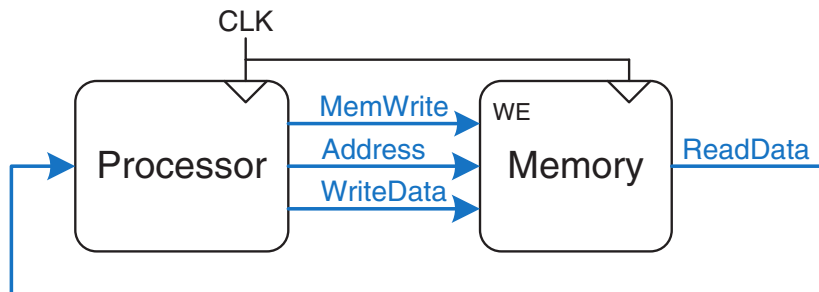 CLK
MemWrite
WE
Processor
Address
Memory
ReadData
WriteData